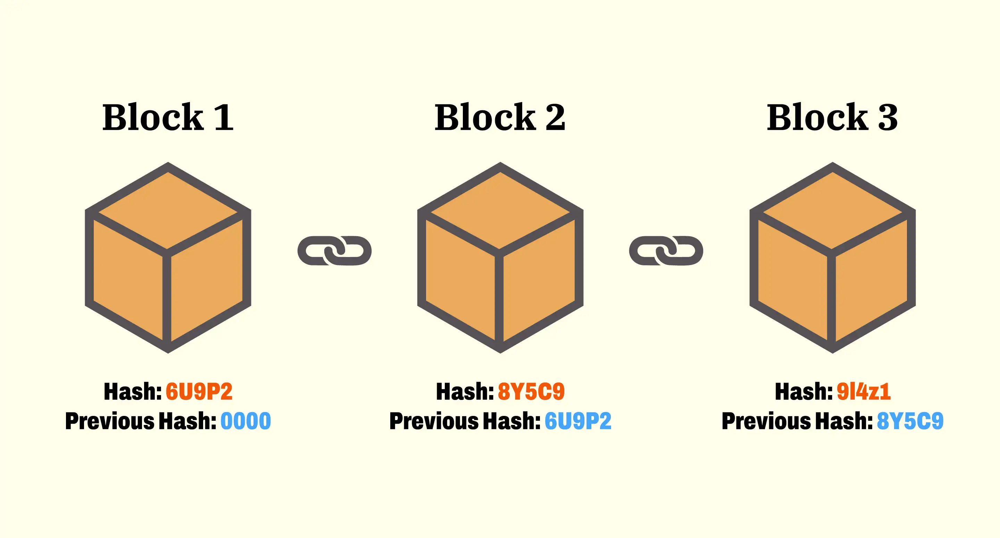 Block 1
Block 2
Block 3
Hash: 6U9P2
Previous Hash: 0000
Hash: 8Y5C9
Previous Hash: 6U9P2
Hash: 9l4z1
Previous Hash: 8Y5C9